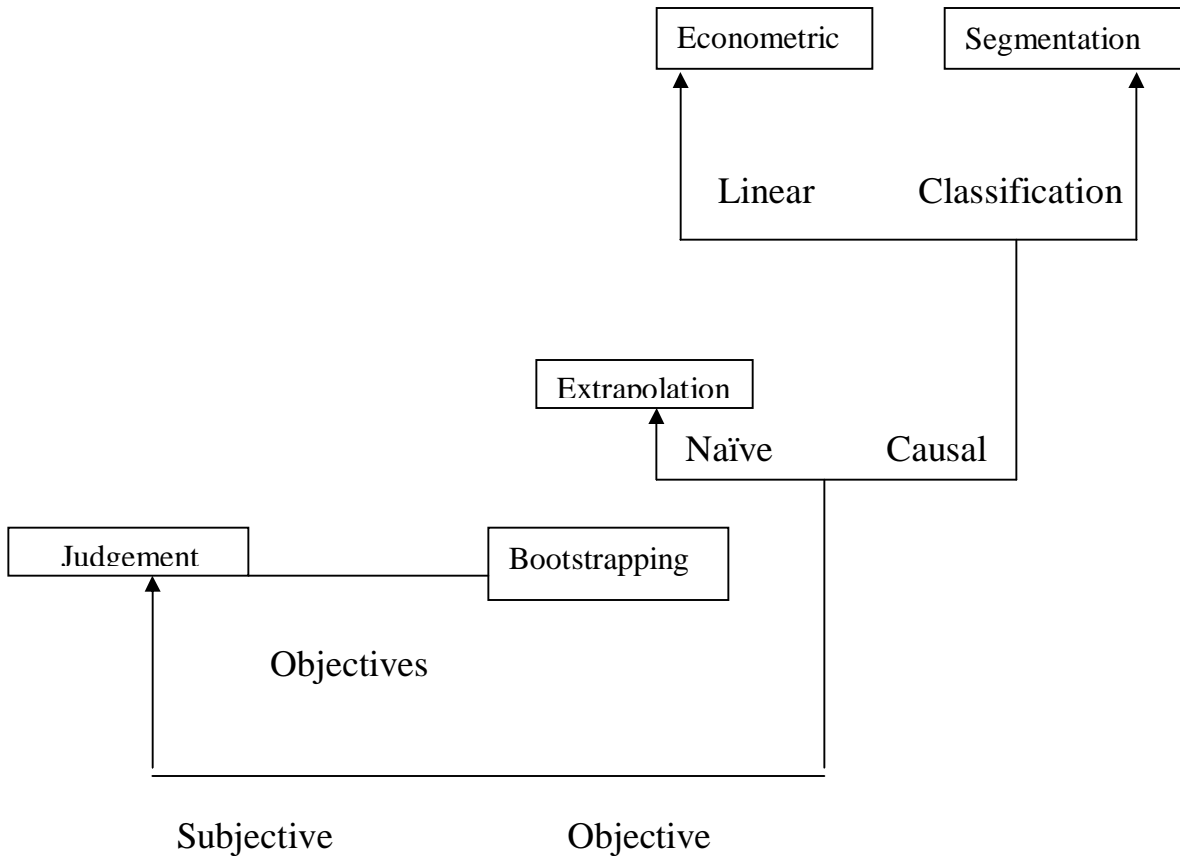 Econometric
Segmentation
Linear
Classification
Extrapolation
Naïve
Causal
Judgement
Bootstrapping
Objectives
Subjective
Objective